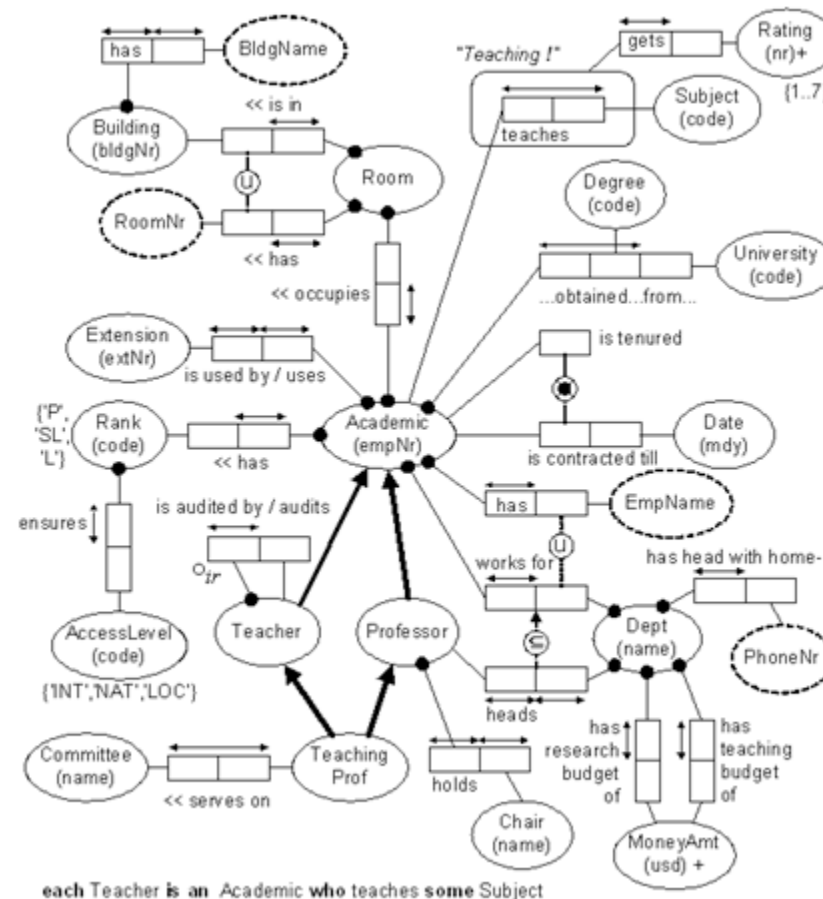 has
BldgName
Rating
(nr)+
gets
{1..7}
"Teaching !"
<< is in
Subject
(code)
teaches
Building
(bldgNr)
Room
U
Degree
(code)
RoomNr
<< has
University
(code)
<< occupies
...obtained...from...
Extension
(extNr)
is tenured
is used by / uses
{'P',
'SL',
'L'}
Rank
(code)
Academic
(empNr)
Date
(mdy)
<< has
is contracted till
has
EmpName
ensures
is audited by / audits
U
works for
has head with home-
Oir
AccessLevel
(code)
Teacher
Professor
⊆
Dept
(name)
PhoneNr
{'INT','NAT','LOC'}
heads
has
research
budget
of
has
teaching
budget
of
Committee
(name)
Teaching
Prof
<< serves on
holds
Chair
(name)
MoneyAmt
(usd) +
each Teacher is an Academic who teaches some Subject